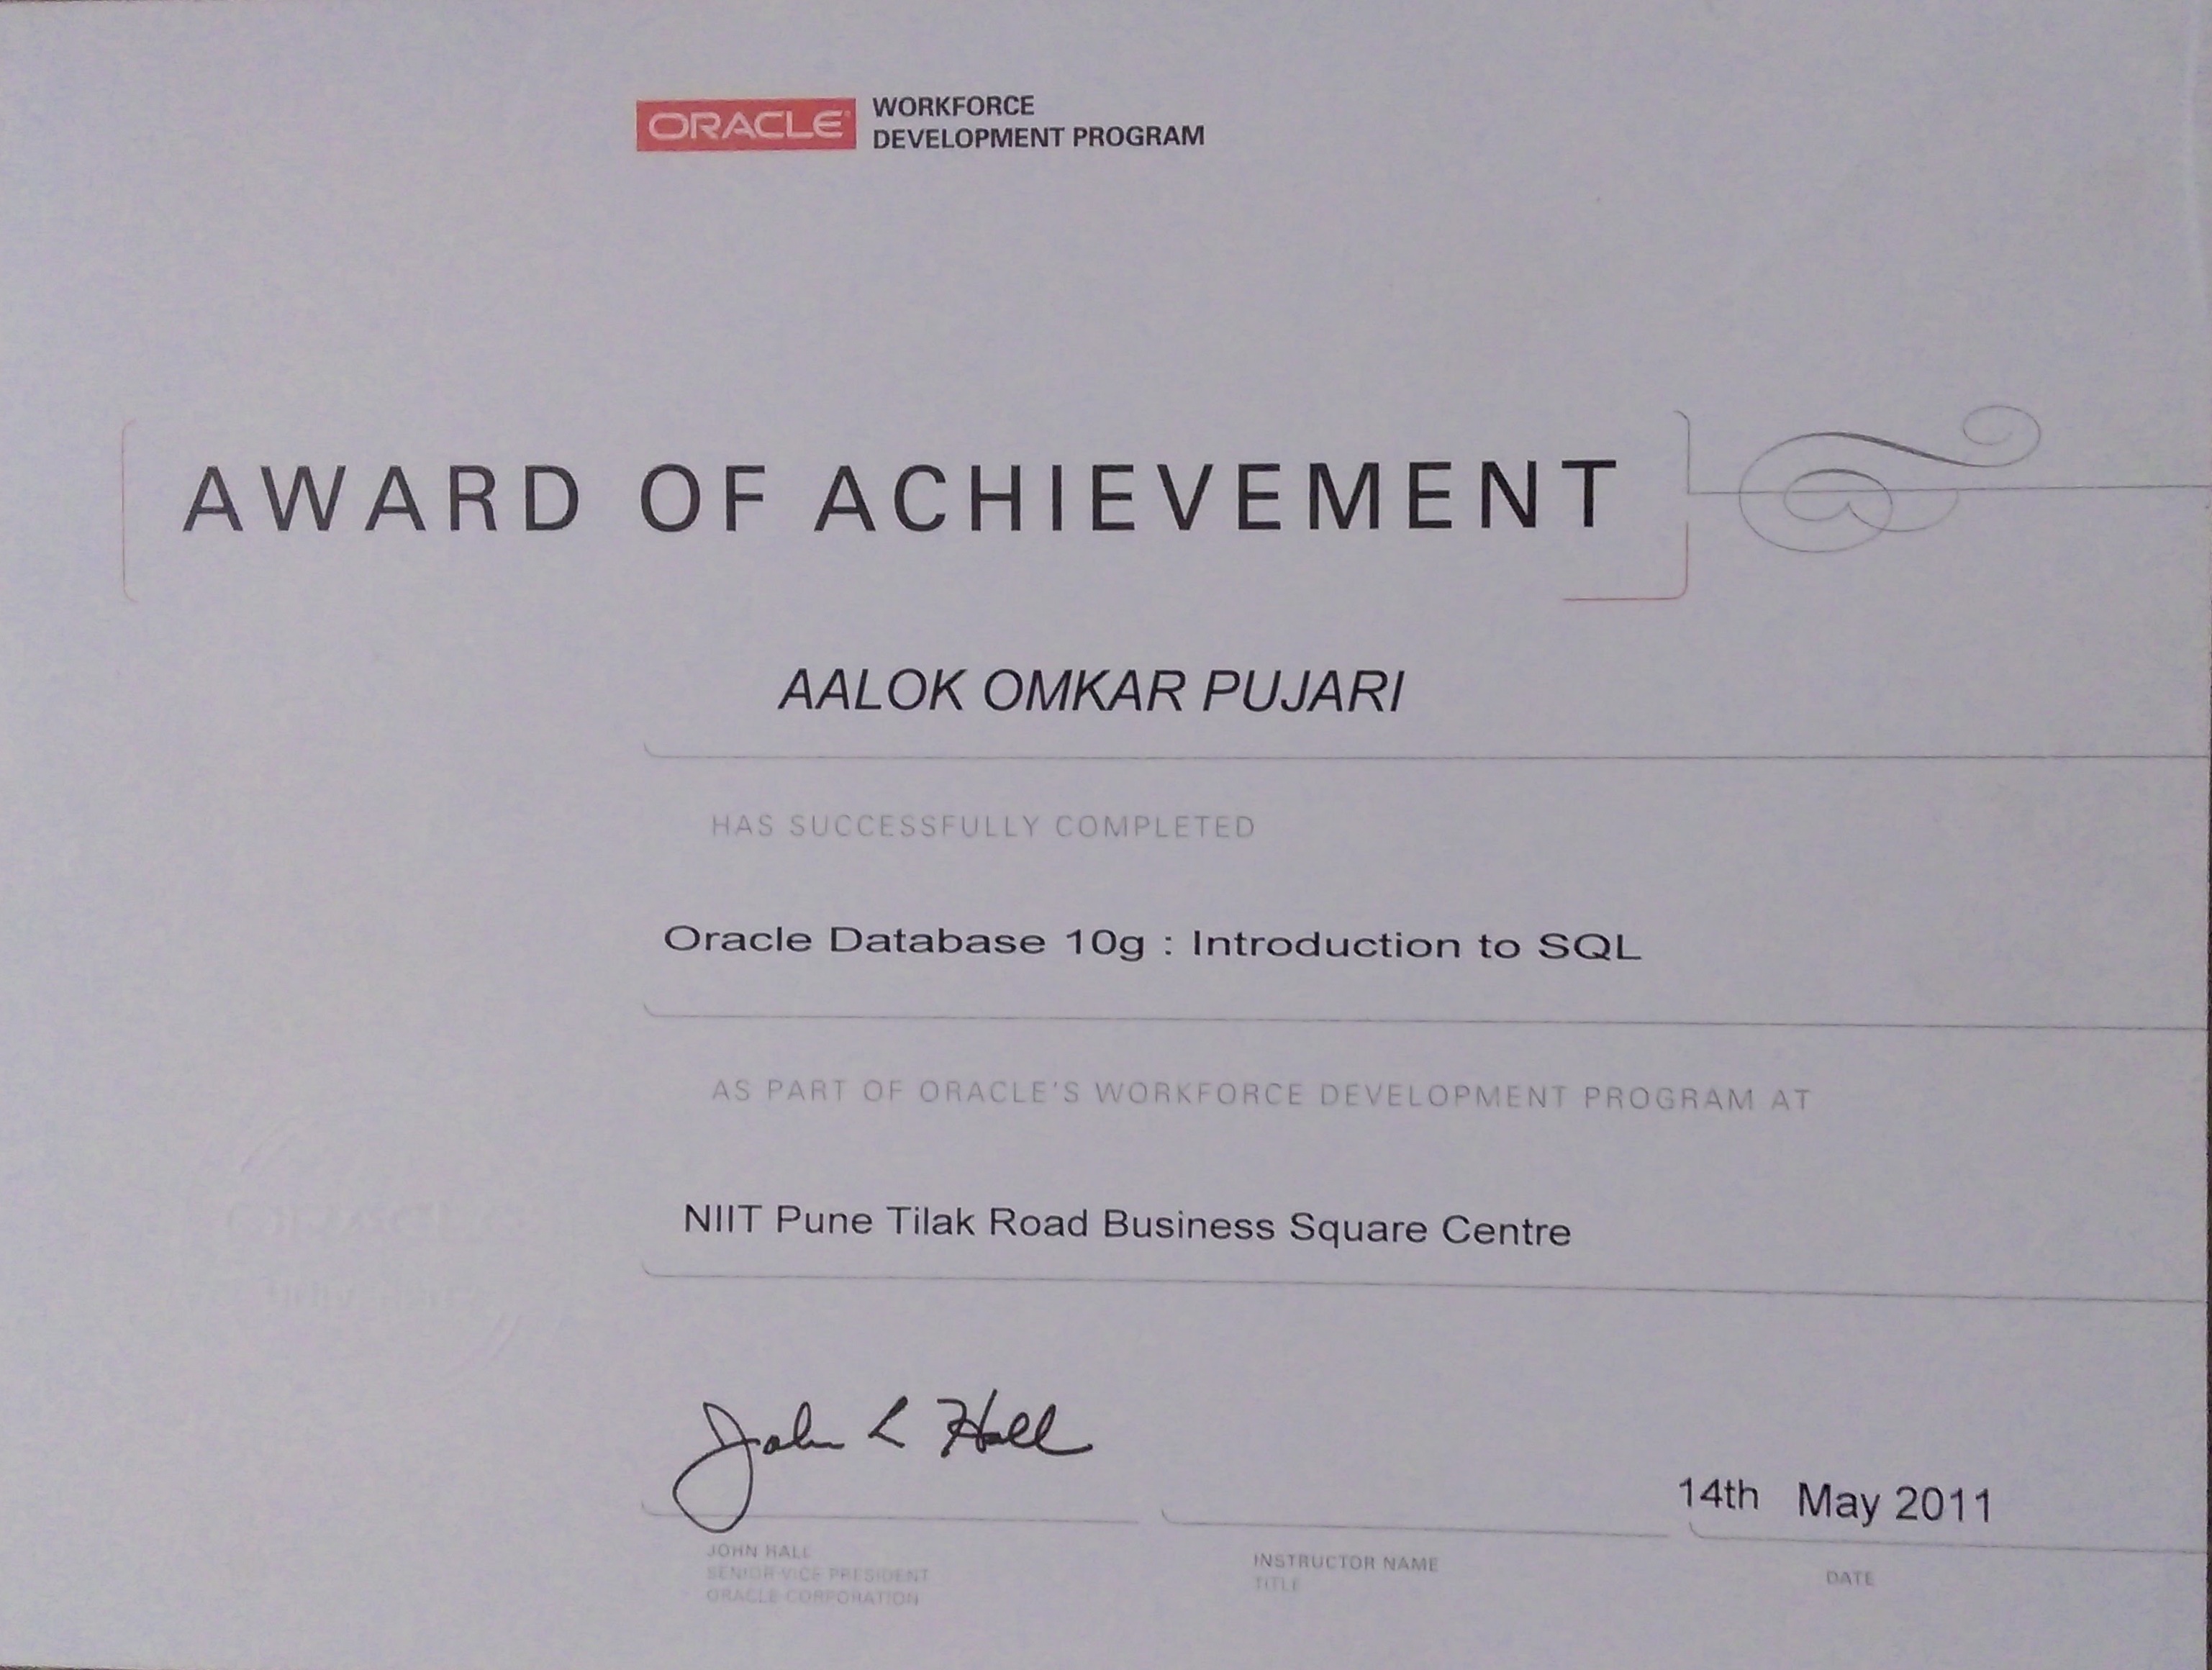 ORACLE WORKFORCE
DEVELOPMENT PROGRAM
AWARD OF ACHIEVEMENT
AALOK OMKAR PUJARI
HAS SUCCESSFULLY COMPLETED
Oracle Database 10g : Introduction to SQL
AS PART OF ORACLE'S WORKFORCE DEVELOPMENT PROGRAM AT
NIIT Pune Tilak Road Business Square Centre
John L Hall
14th May 2011
JOHN HALL
SENIOR VICE PRESIDENT
ORACLE CORPORATION
INSTRUCTOR NAME
TITLE
DATE